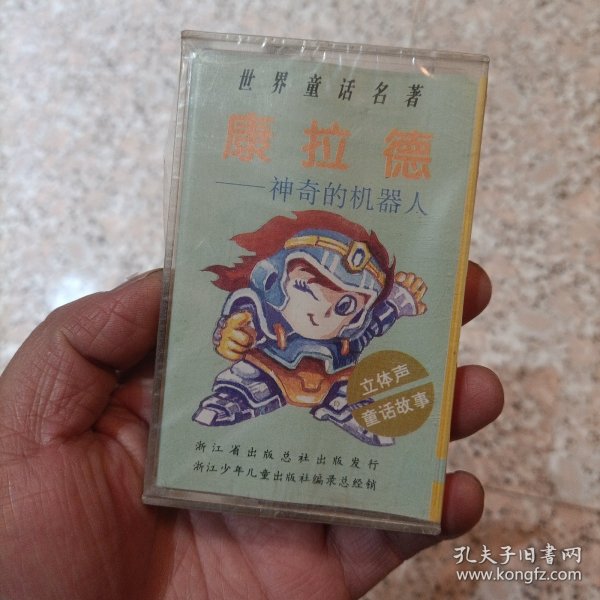 世界童话名著
康拉德
——神奇的机器人
立体声
童话故事
浙江省出版总社出版发行
浙江少年儿童出版社编录总经销
孔夫子旧书网
www.kongfz.com